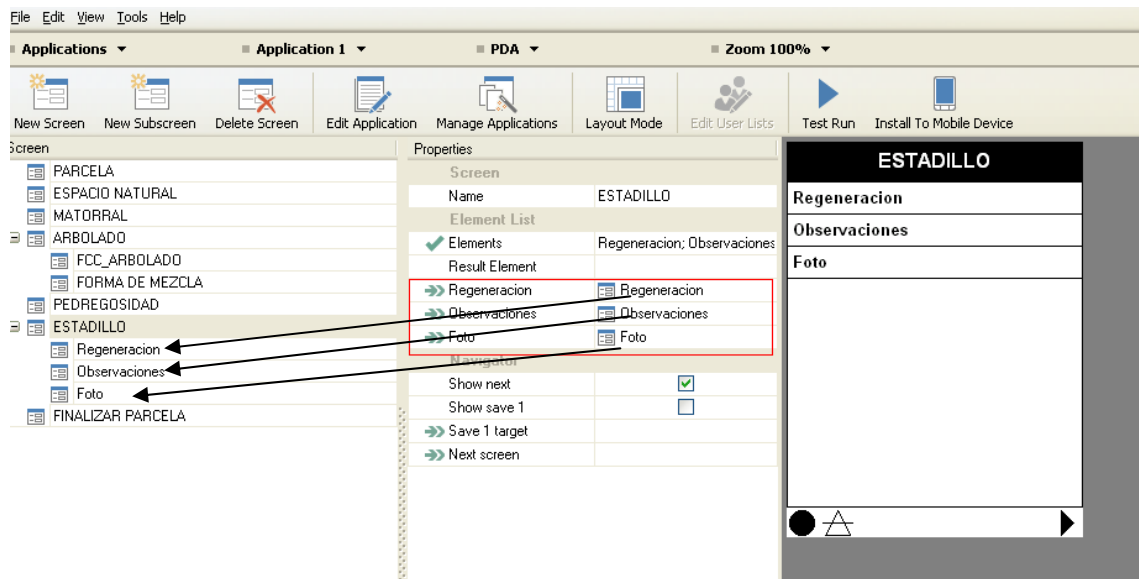 File Edit View Tools Help
Applications Application 1 PDA Zoom 100%
New Screen New Subscreen Delete Screen Edit Application Manage Applications Layout Mode Edit User Lists Test Run Install To Mobile Device
Screen
PARCELA
ESPACIO NATURAL
MATORRAL
ARBOLADO
FCC_ARBOLADO
FORMA DE MEZCLA
PEDREGOSIDAD
ESTADILLO
Regeneracion
Observaciones
Foto
FINALIZAR PARCELA
Properties
Screen
Name ESTADILLO
Element List
Elements Regeneracion; Observaciones
Result Element
Regeneracion Regeneracion
Observaciones Observaciones
Foto Foto
Navigator
Show next
Show save 1
Save 1 target
Next screen
ESTADILLO
Regeneracion
Observaciones
Foto